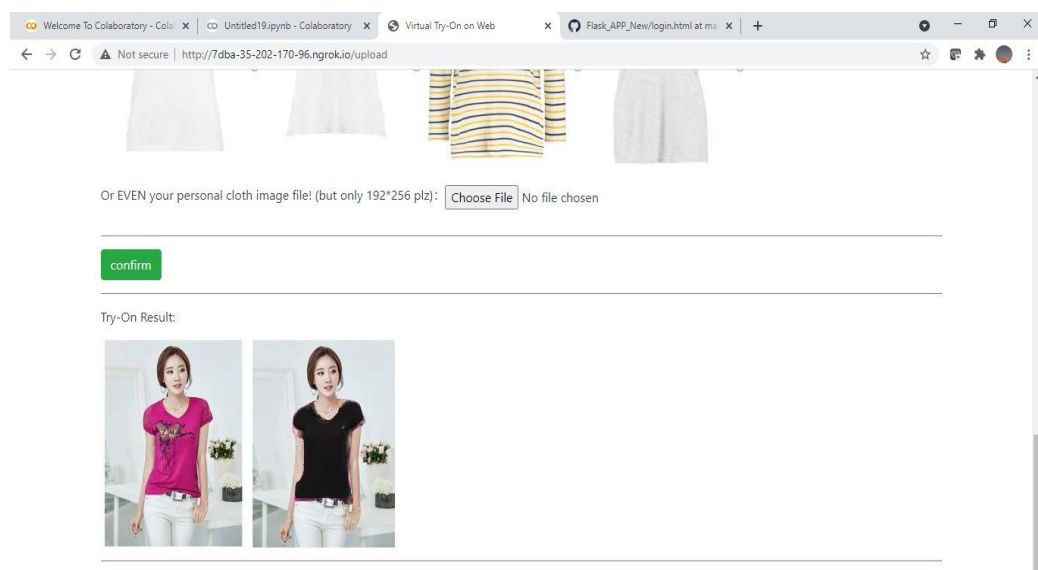 Welcome To Colaboratory - Cola
Untitled19.ipynb - Colaboratory
Virtual Try-On on Web
Flask_APP_New/login.html at ma
Not secure | http://7dba-35-202-170-96.ngrok.io/upload
Or EVEN your personal cloth image file! (but only 192*256 plz): Choose File No file chosen
confirm
Try-On Result: